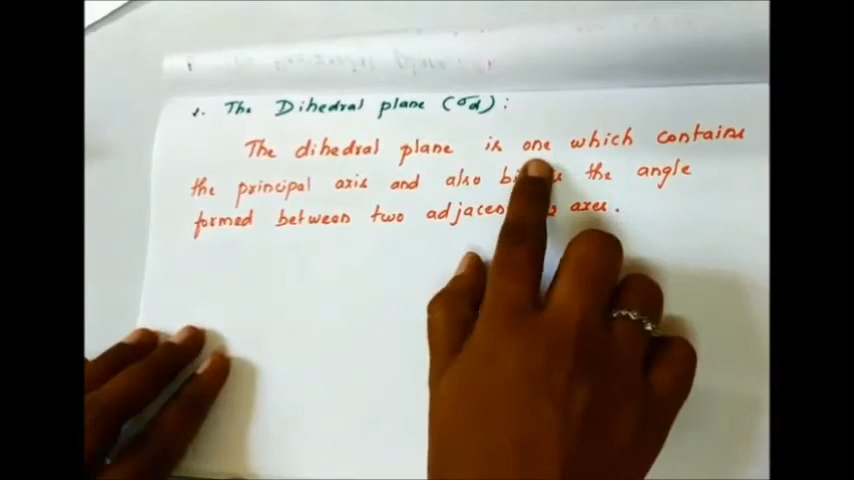 2. The Dihedral plane (σd):
The dihedral plane is one which contains
the principal axis and also the angle
formed between two axes.